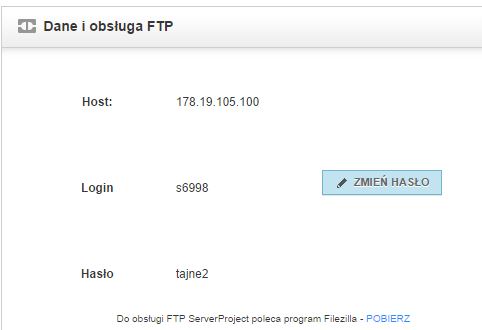 Dane i obsługa FTP
Host: 178.19.105.100
Login s6998 ZMIEŃ HASŁO
Hasło tajne2
Do obsługi FTP ServerProject poleca program Filezilla - POBIERZ